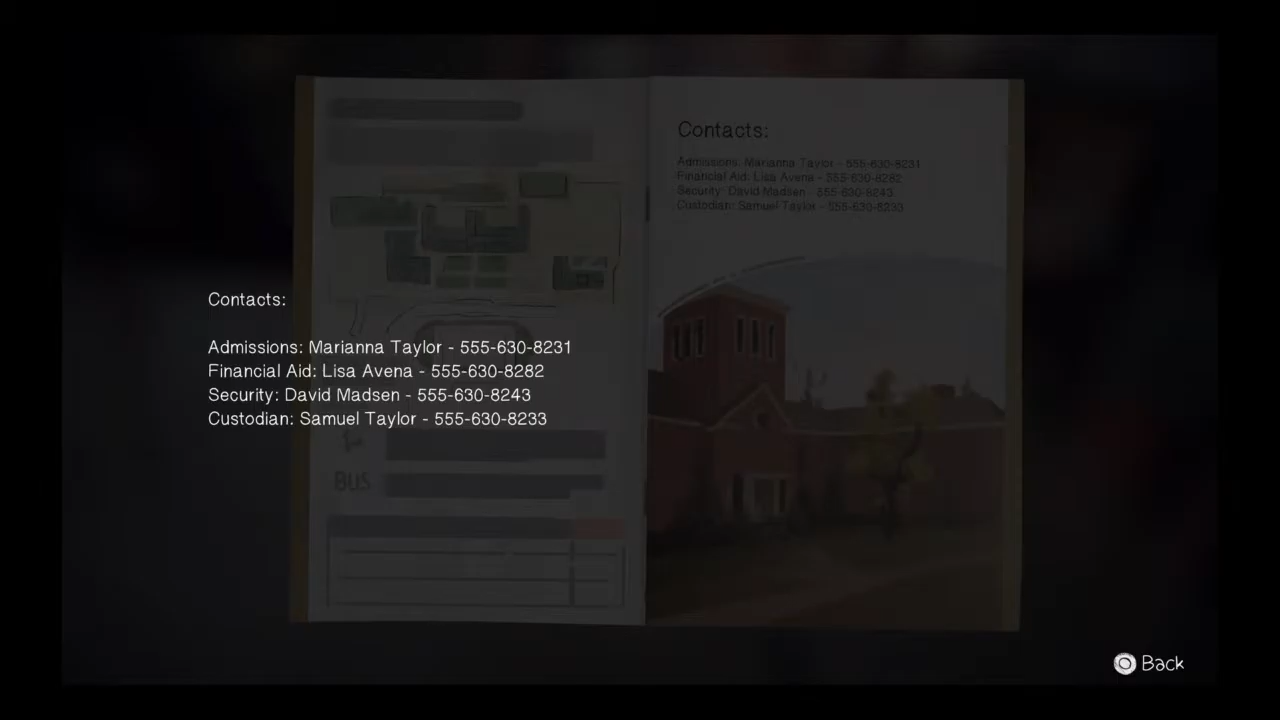 Contacts:
Admissions: Marianna Taylor - 555-630-8231
Financial Aid: Lisa Avena - 555-630-8282
Security: David Madsen - 555-630-8243
Custodian: Samuel Taylor - 555-630-8233
BUS
Contacts:
Admissions: Marianna Taylor - 555-630-8231
Financial Aid: Lisa Avena - 555-630-8282
Security: David Madsen - 555-630-8243
Custodian: Samuel Taylor - 555-630-8233
Back